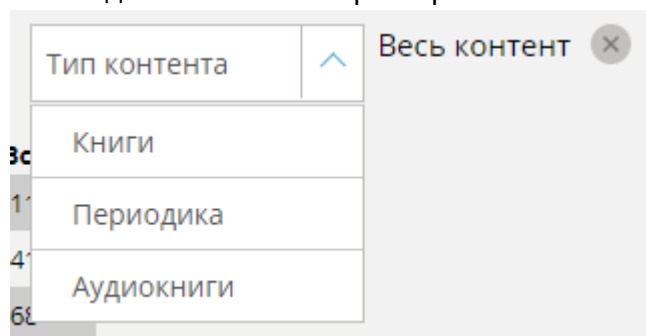 Тип контента
Весь контент
Книги
Периодика
Аудиокниги